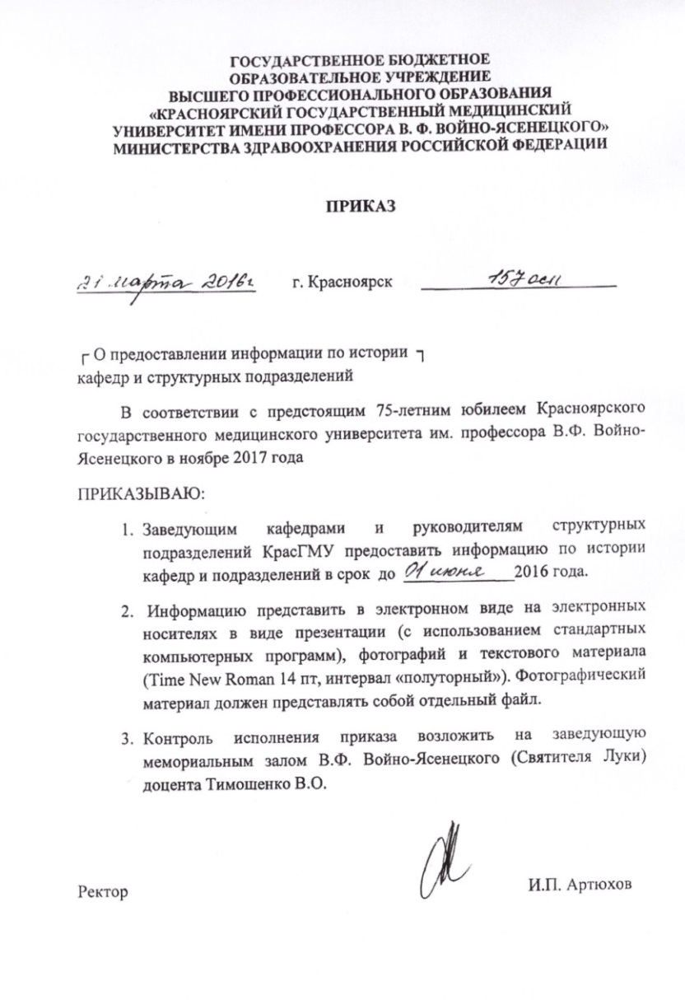 ГОСУДАРСТВЕННОЕ БЮДЖЕТНОЕ
ОБРАЗОВАТЕЛЬНОЕ УЧРЕЖДЕНИЕ
ВЫСШЕГО ПРОФЕССИОНАЛЬНОГО ОБРАЗОВАНИЯ
«КРАСНОЯРСКИЙ ГОСУДАРСТВЕННЫЙ МЕДИЦИНСКИЙ
УНИВЕРСИТЕТ ИМЕНИ ПРОФЕССОРА В. Ф. ВОЙНО-ЯСЕНЕЦКОГО»
МИНИСТЕРСТВА ЗДРАВООХРАНЕНИЯ РОССИЙСКОЙ ФЕДЕРАЦИИ
ПРИКАЗ
21 марта 2016г г. Красноярск 157 осн
О предоставлении информации по истории
кафедр и структурных подразделений
В соответствии с предстоящим 75-летним юбилеем Красноярского
государственного медицинского университета им. профессора В.Ф. Войно-
Ясенецкого в ноябре 2017 года
ПРИКАЗЫВАЮ:
1. Заведующим кафедрами и руководителям структурных
подразделений КрасГМУ предоставить информацию по истории
кафедр и подразделений в срок до 01 июня 2016 года.
2. Информацию представить в электронном виде на электронных
носителях в виде презентации (с использованием стандартных
компьютерных программ), фотографий и текстового материала
(Time New Roman 14 пт, интервал «полуторный»). Фотографический
материал должен представлять собой отдельный файл.
3. Контроль исполнения приказа возложить на заведующую
мемориальным залом В.Ф. Войно-Ясенецкого (Святителя Луки)
доцента Тимошенко В.О.
Ректор И.П. Артюхов